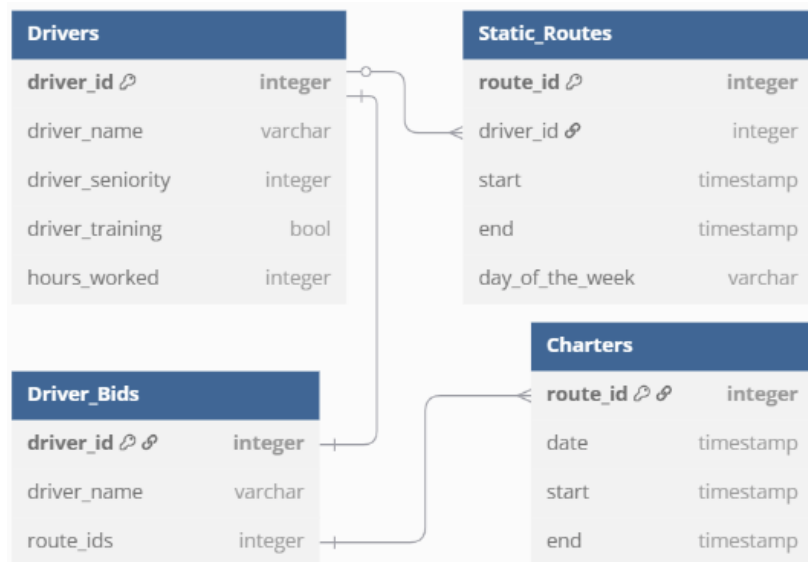 Drivers
driver_id integer
driver_name varchar
driver_seniority integer
driver_training bool
hours_worked integer
Static_Routes
route_id integer
driver_id integer
start timestamp
end timestamp
day_of_the_week varchar
Driver_Bids
driver_id integer
driver_name varchar
route_ids integer
Charters
route_id integer
date timestamp
start timestamp
end timestamp